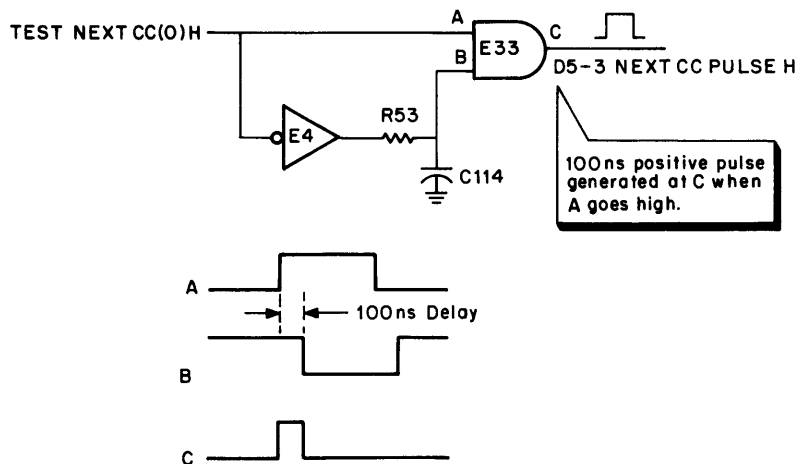 TEST NEXT CC(0)H
A
B
C
E33
D5-3 NEXT CC PULSE H
E4
R53
C114
100ns positive pulse
generated at C when
A goes high.
A
100ns Delay
B
C